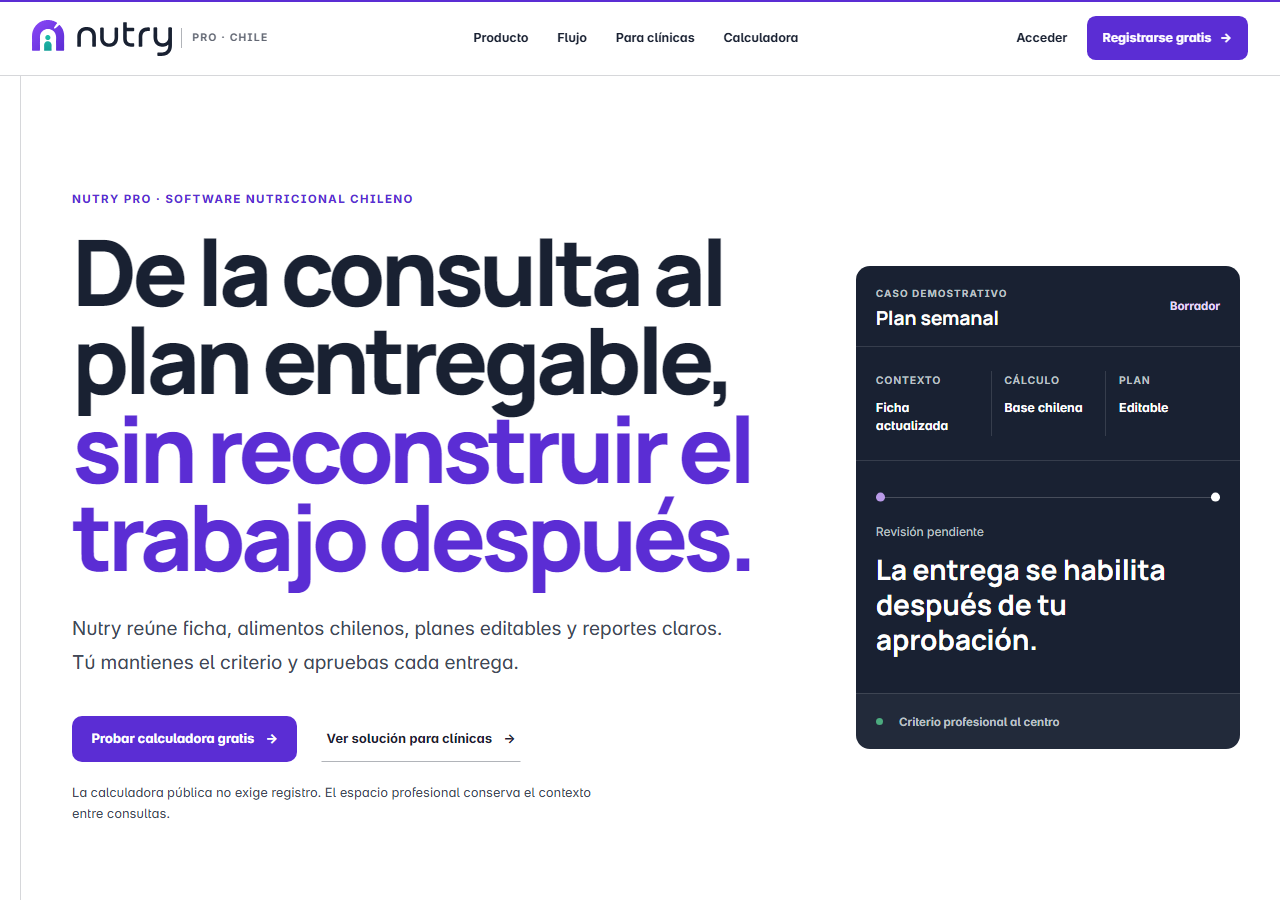 nutry PRO · CHILE
Producto Flujo Para clínicas Calculadora
Acceder
Registrarse gratis →
NUTRY PRO · SOFTWARE NUTRICIONAL CHILENO
De la consulta al
plan entregable,
sin reconstruir el
trabajo después.
Nutry reúne ficha, alimentos chilenos, planes editables y reportes claros.
Tú mantienes el criterio y apruebas cada entrega.
Probar calculadora gratis →
Ver solución para clínicas →
La calculadora pública no exige registro. El espacio profesional conserva el contexto
entre consultas.
CASO DEMOSTRATIVO
Plan semanal
Borrador
CONTEXTO
Ficha
actualizada
CÁLCULO
Base chilena
PLAN
Editable
Revisión pendiente
La entrega se habilita
después de tu
aprobación.
Criterio profesional al centro